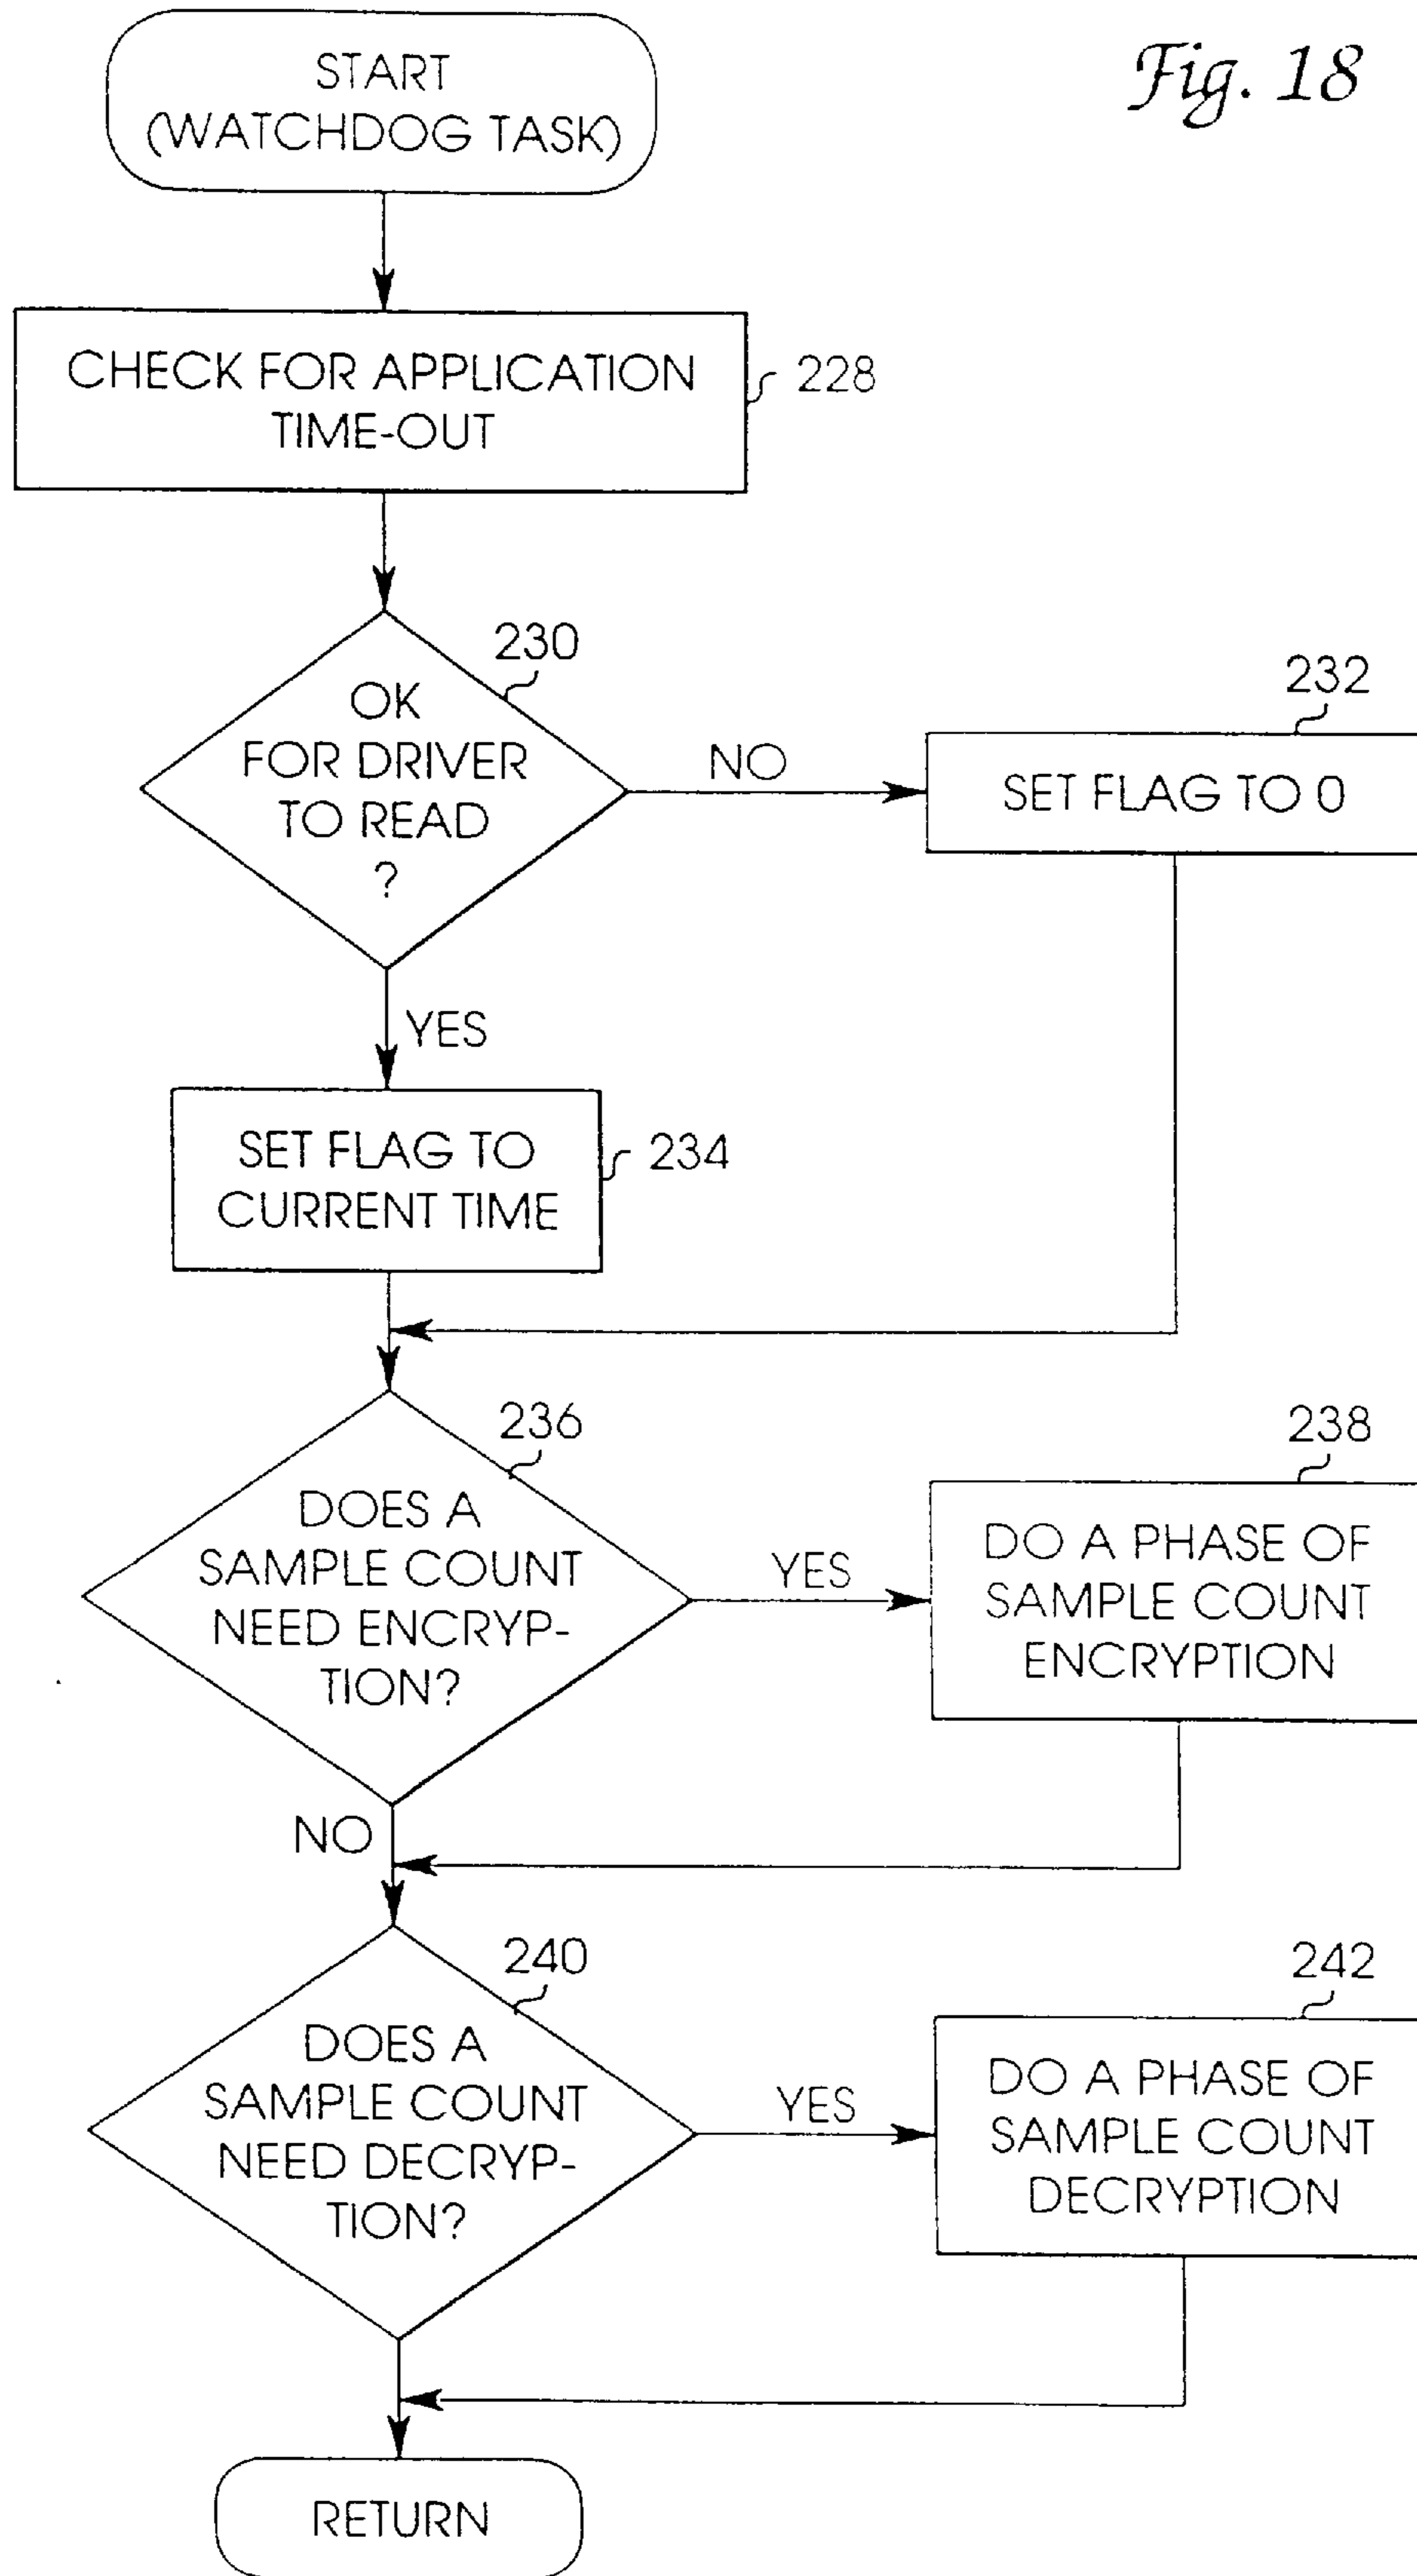 Fig. 18
START
(WATCHDOG TASK)
CHECK FOR APPLICATION
TIME-OUT
228
230
OK
FOR DRIVER
TO READ
?
NO
232
SET FLAG TO 0
YES
SET FLAG TO
CURRENT TIME
234
236
DOES A
SAMPLE COUNT
NEED ENCRYP-
TION?
YES
238
DO A PHASE OF
SAMPLE COUNT
ENCRYPTION
NO
240
DOES A
SAMPLE COUNT
NEED DECRYP-
TION?
YES
242
DO A PHASE OF
SAMPLE COUNT
DECRYPTION
RETURN